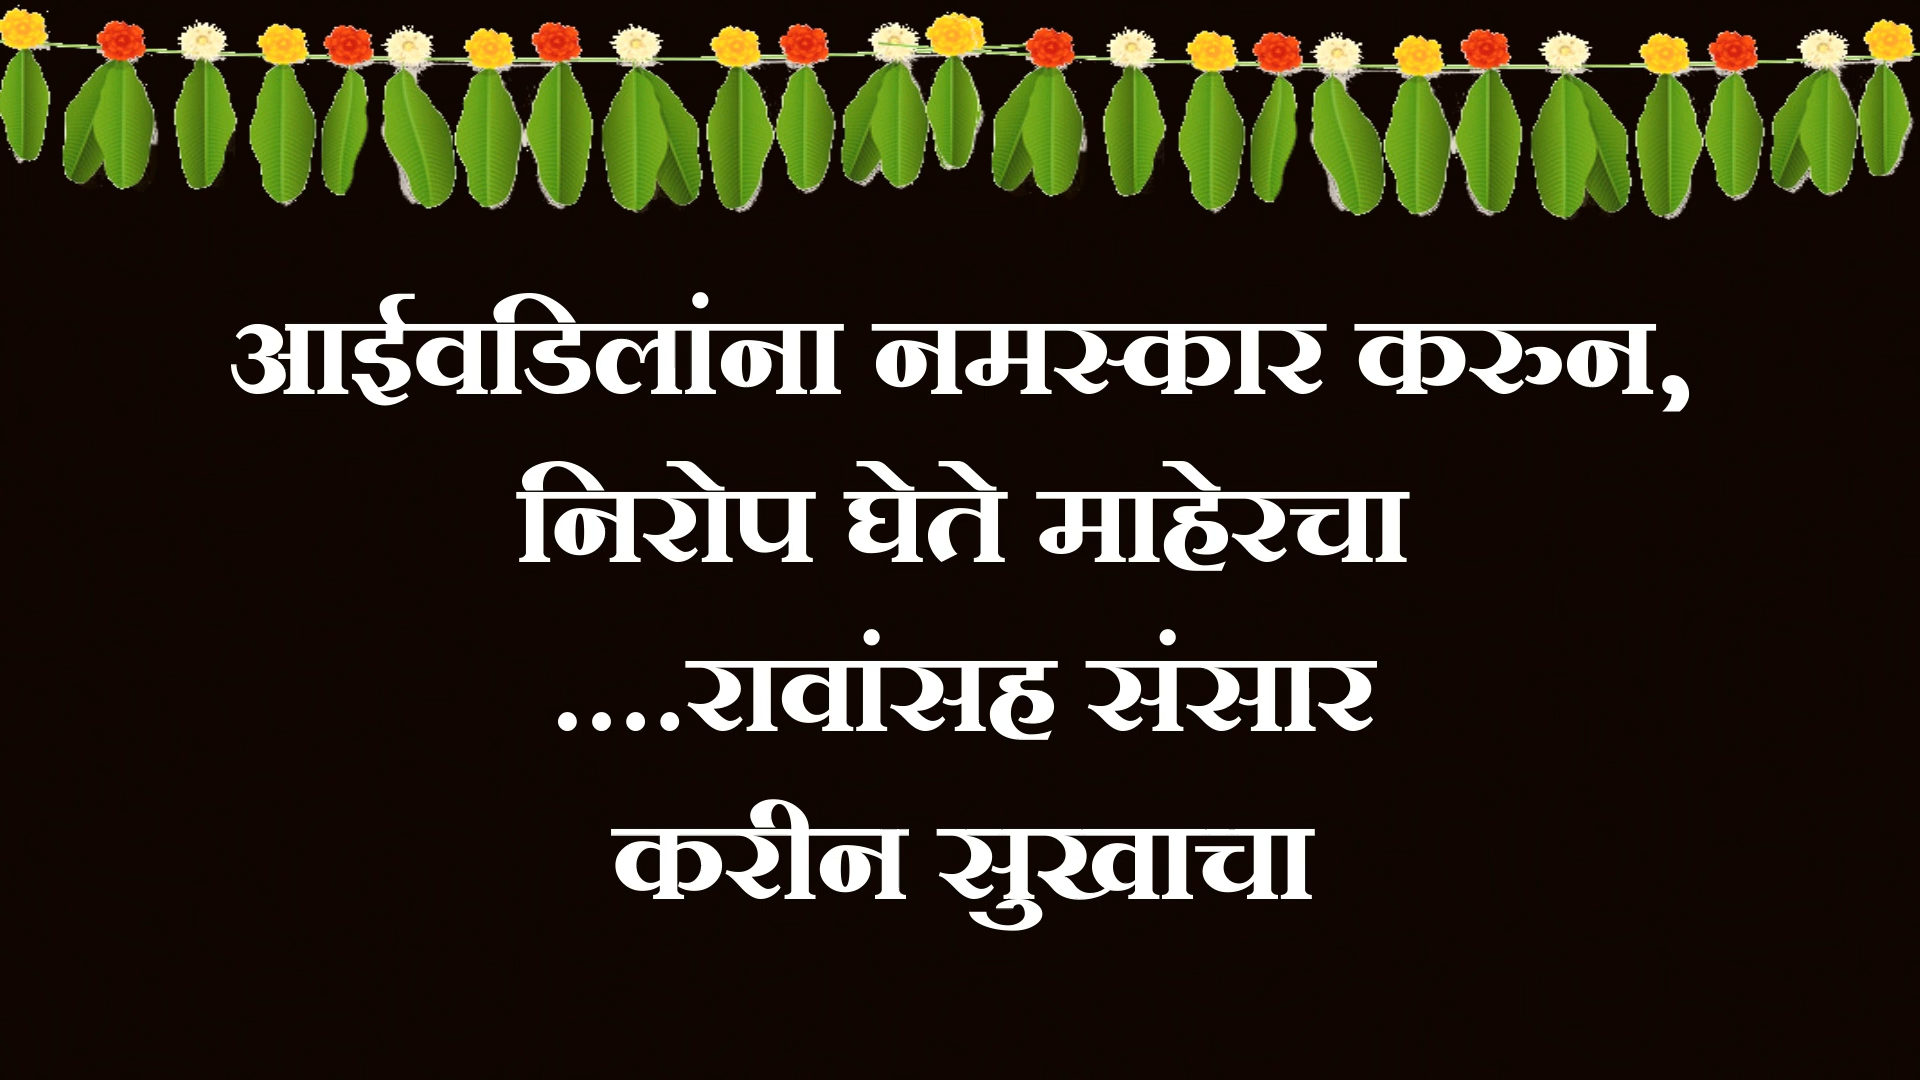 आईवडिलांना नमस्कार करुन,
निरोप घेते माहेरचा
....रावांसह संसार
करीन सुखाचा